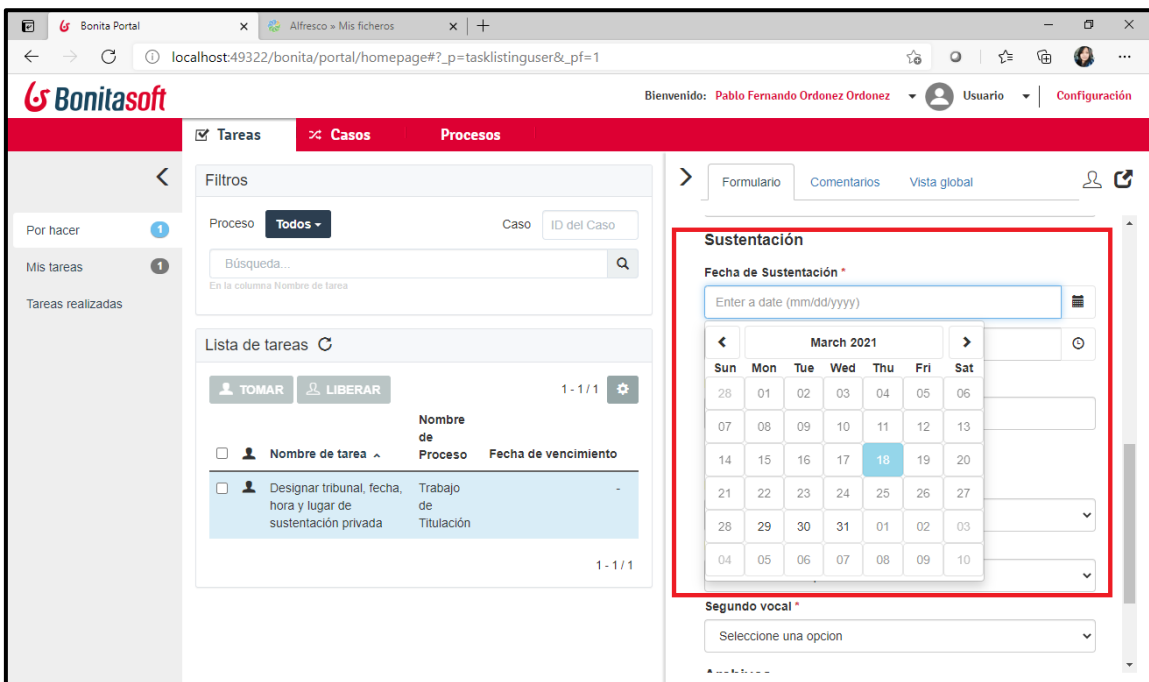 Bonita Portal
Alfresco » Mis ficheros
localhost:49322/bonita/portal/homepage#?_p=tasklistinguser&_pf=1
Bonitasoft
Bienvenido: Pablo Fernando Ordonez Ordonez
Usuario
Configuración
Tareas
Casos
Procesos
Por hacer 1
Mis tareas 1
Tareas realizadas
Filtros
Proceso Todos
Caso ID del Caso
Búsqueda...
En la columna Nombre de tarea
Lista de tareas
TOMAR LIBERAR 1 - 1 / 1
Nombre de tarea Nombre de Proceso Fecha de vencimiento
Designar tribunal, fecha, Trabajo -
hora y lugar de de
sustentación privada Titulación
1 - 1 / 1
Formulario Comentarios Vista global
Sustentación
Fecha de Sustentación *
Enter a date (mm/dd/yyyy)
March 2021
Sun Mon Tue Wed Thu Fri Sat
28 01 02 03 04 05 06
07 08 09 10 11 12 13
14 15 16 17 18 19 20
21 22 23 24 25 26 27
28 29 30 31 01 02 03
04 05 06 07 08 09 10
Segundo vocal *
Seleccione una opcion